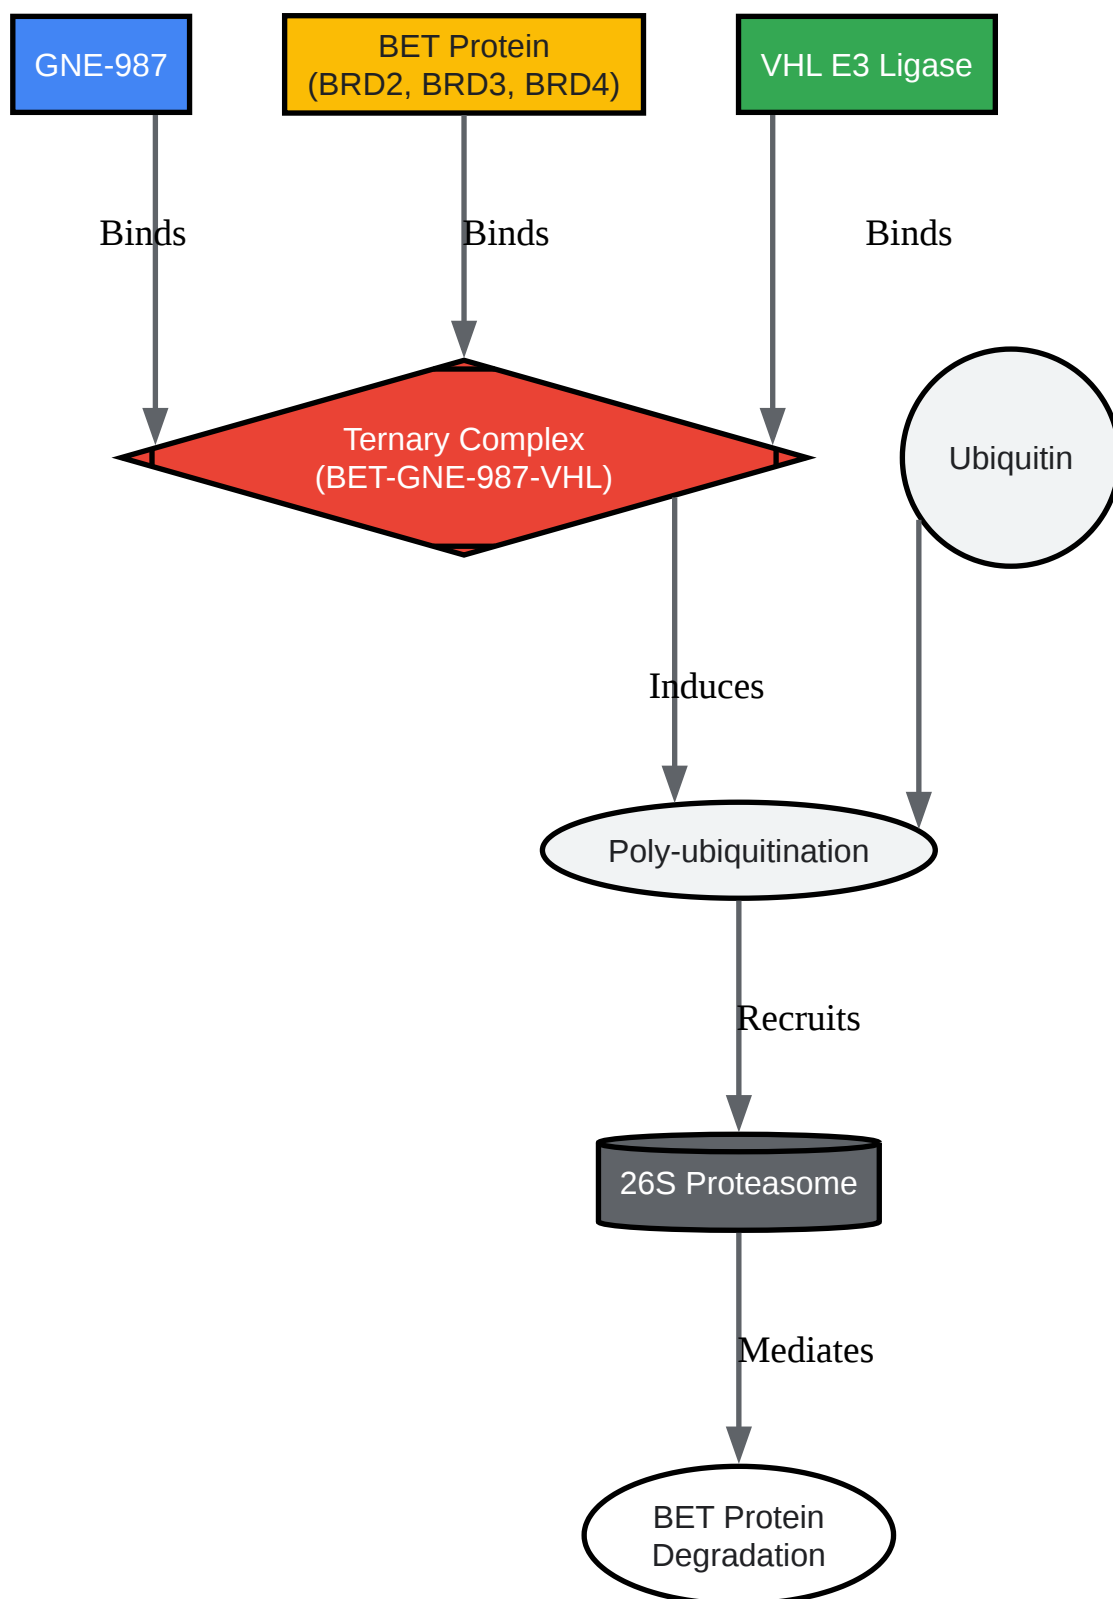 GNE-987
BET Protein
(BRD2, BRD3, BRD4)
VHL E3 Ligase
Binds
Binds
Binds
Ternary Complex
(BET-GNE-987-VHL)
Ubiquitin
Induces
Poly-ubiquitination
Recruits
26S Proteasome
Mediates
BET Protein
Degradation